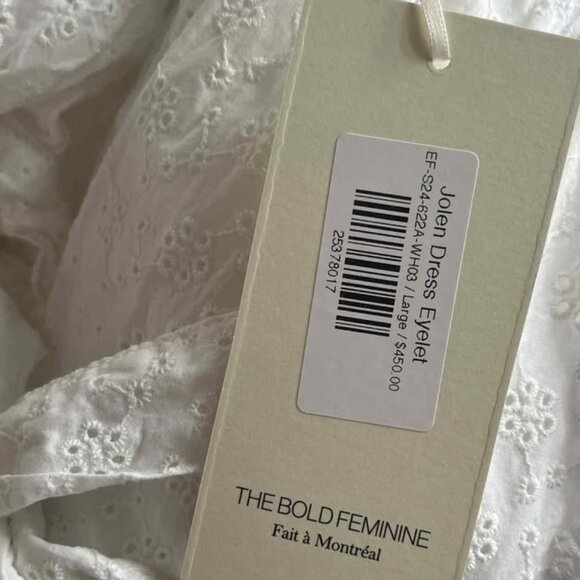 Jolen Dress Eyelet
EF-S24-622A-WH03 / Large / $450.00
25378017
THE BOLD FEMININE
Fait à Montréal